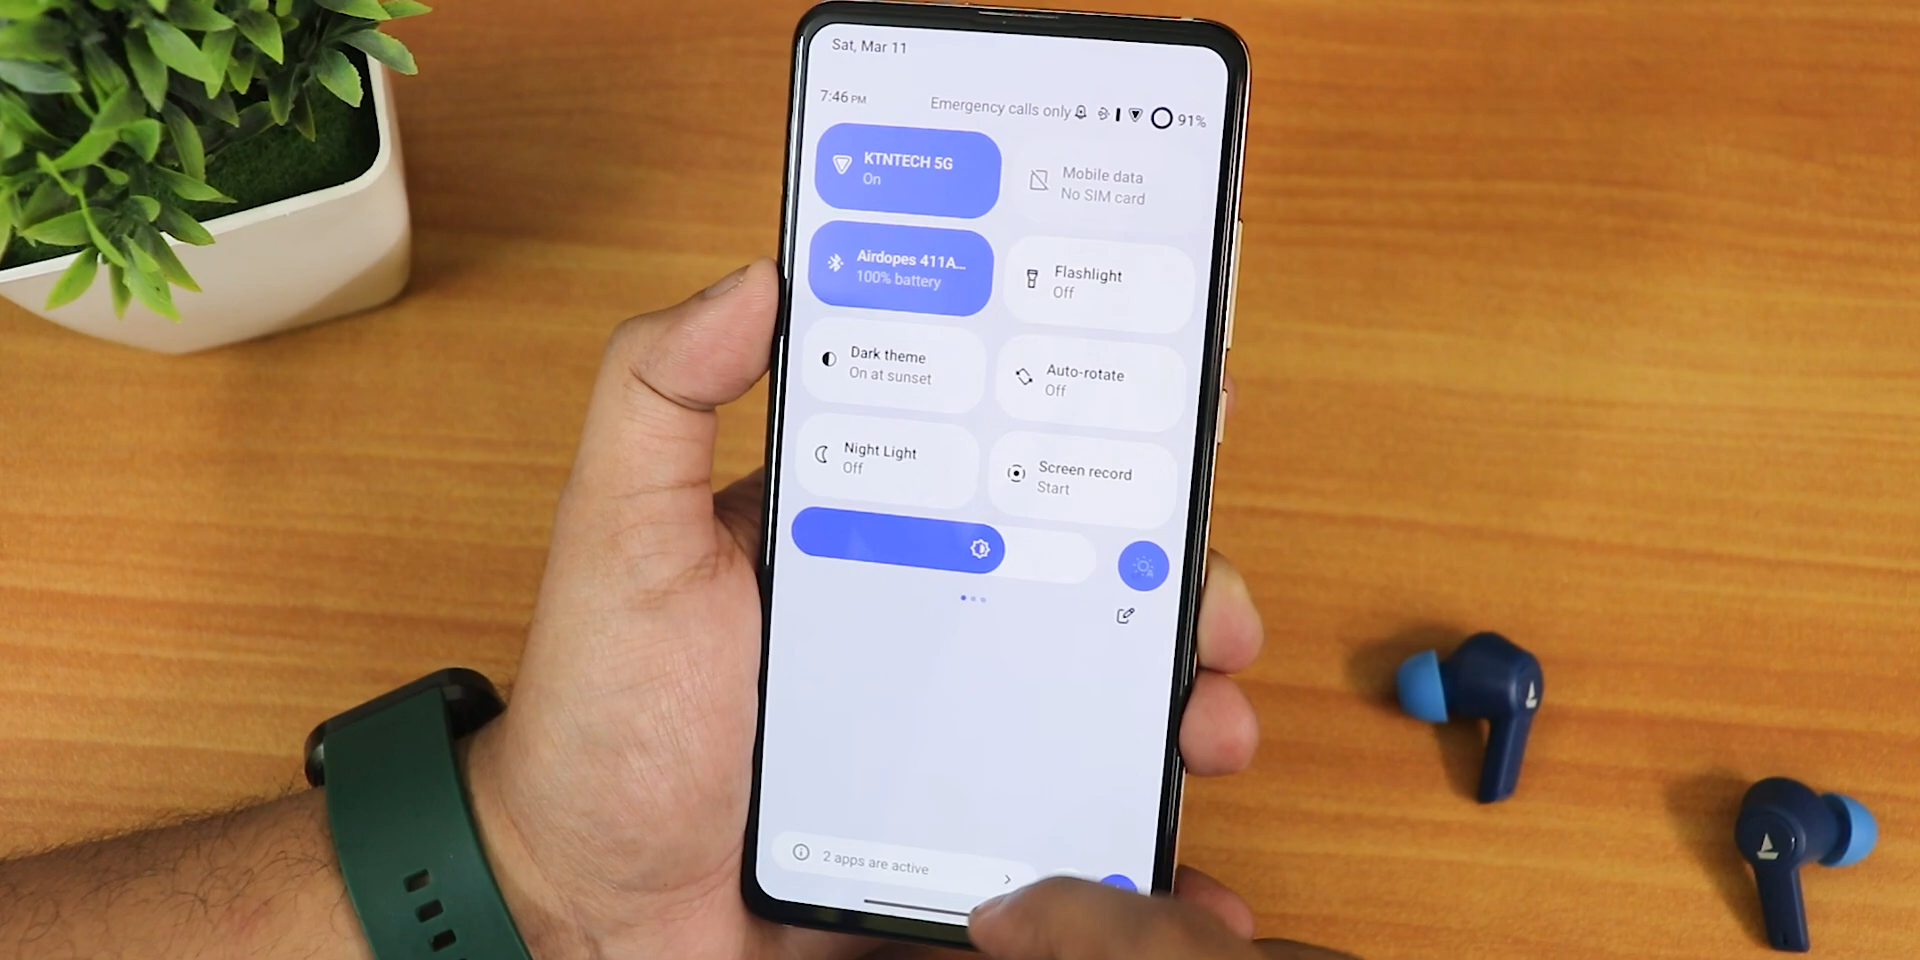 Sat, Mar 11
7:46 PM Emergency calls only 91%
KTNTECH 5G
On
Mobile data
No SIM card
Airdopes 411A...
100% battery
Flashlight
Off
Dark theme
On at sunset
Auto-rotate
Off
Night Light
Off
Screen record
Start
2 apps are active